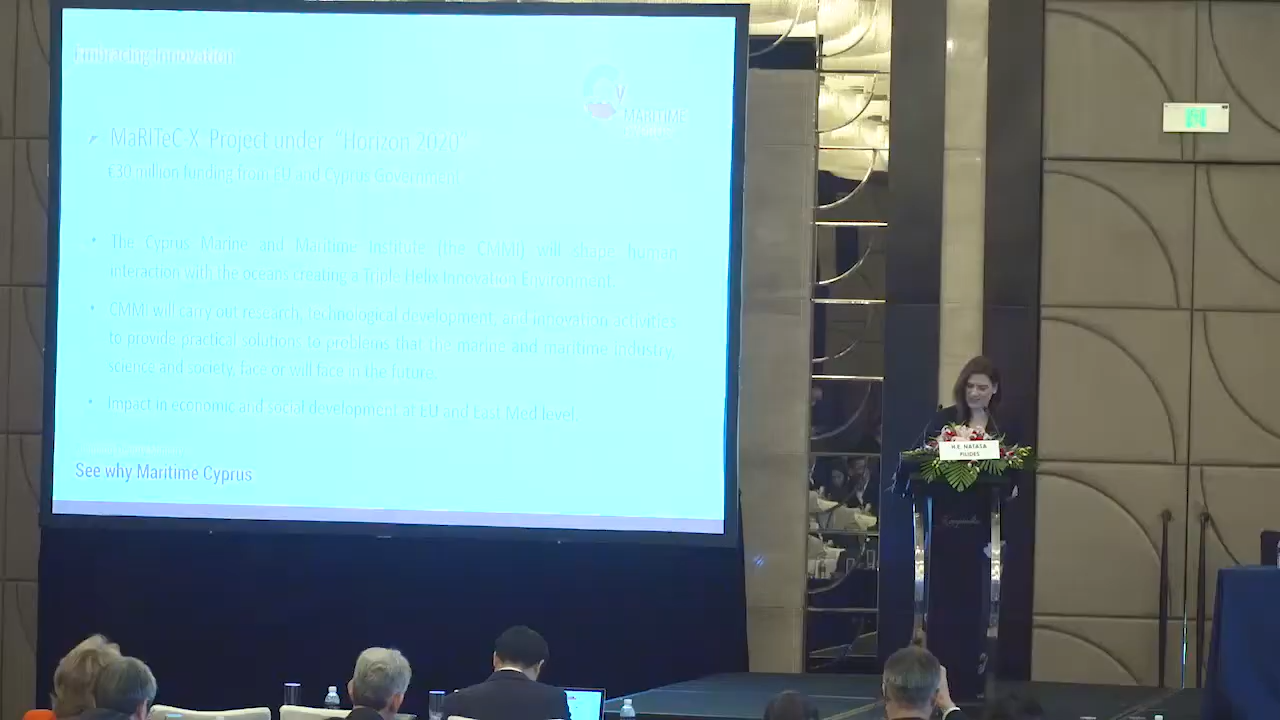 Embracing Innovation
MARITIME
MaRITeC-X Project under "Horizon 2020"
€30 million funding from EU and Cyprus Government
• The Cyprus Marine and Maritime Institute (the CMMI) will shape human
interaction with the oceans creating a Triple Helix Innovation Environment.
• CMMI will carry out research, technological development, and innovation activities
to provide practical solutions to problems that the marine and maritime industry,
science and society, face or will face in the future.
• Impact in economic and social development at EU and East Med level.
See why Maritime Cyprus
H.E. NATASA
PILIDES